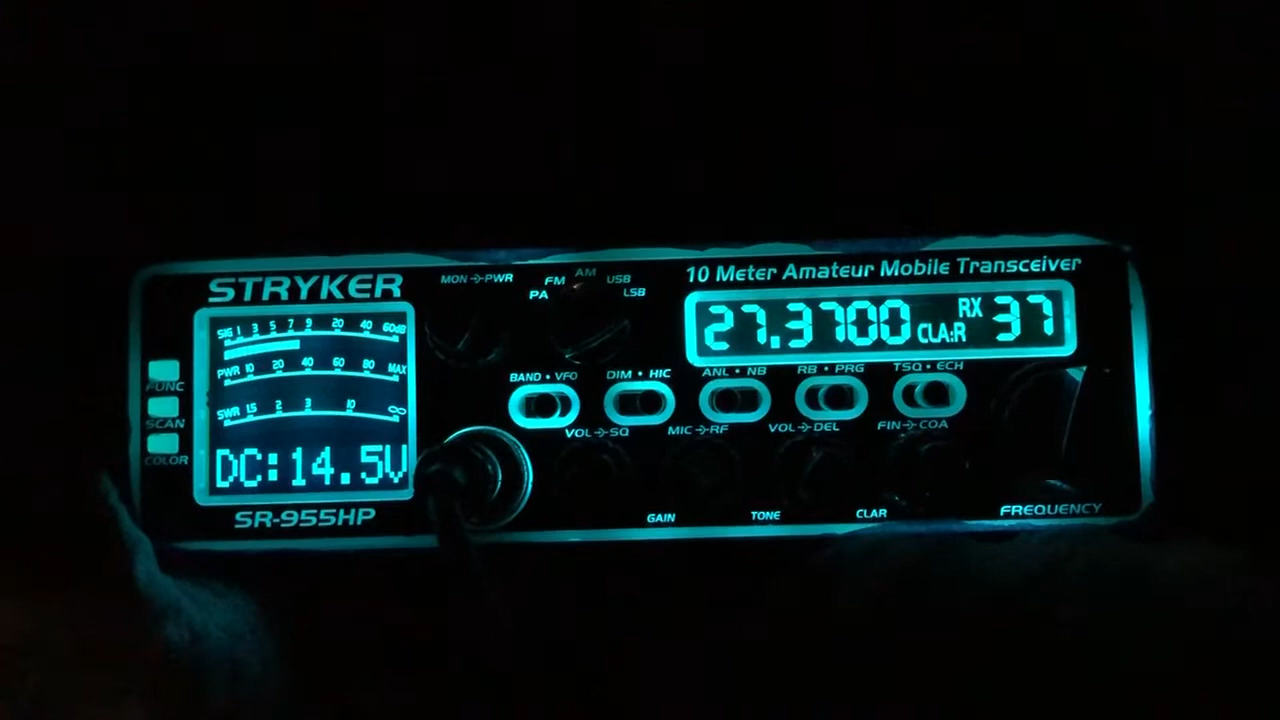 STRYKER
MON→PWR
PA FM AM USB LSB
10 Meter Amateur Mobile Transceiver
SIG 1 3 5 7 9 20 40 60dB
PWR 10 20 40 60 80 MAX
SWR 1.5 2 3 10 ∞
DC:14.5V
27.3700 CLA:R RX 37
FUNC
SCAN
COLOR
BAND • VFO DIM • HIC ANL • NB RB • PRG TSQ • ECH
VOL→SQ MIC→RF VOL→DEL FIN→COA
SR-955HP
GAIN TONE CLAR FREQUENCY